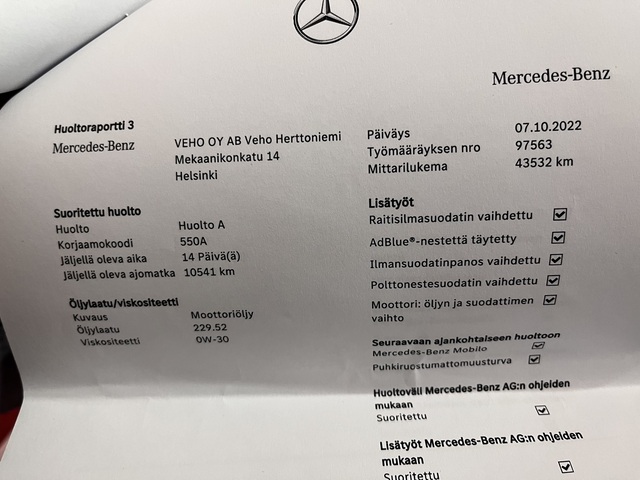 Mercedes-Benz
Huoltoraportti 3
Mercedes-Benz
VEHO OY AB Veho Herttoniemi
Mekaanikonkatu 14
Helsinki
Päiväys 07.10.2022
Työmääräyksen nro 97563
Mittarilukema 43532 km
Suoritettu huolto
Huolto Huolto A
Korjaamokoodi 550A
Jäljellä oleva aika 14 Päivä(ä)
Jäljellä oleva ajomatka 10541 km
Öljylaatu/viskositeetti
Kuvaus Moottoriöljy
Öljylaatu 229.52
Viskositeetti 0W-30
Lisätyöt
Raitisilmasuodatin vaihdettu
AdBlue®-nestettä täytetty
Ilmansuodatinpanos vaihdettu
Polttonestesuodatin vaihdettu
Moottori: öljyn ja suodattimen
vaihto
Seuraavaan ajankohtaiseen huoltoon
Mercedes-Benz Mobilo
Puhkiruostumattomuusturva
Huoltoväli Mercedes-Benz AG:n ohjeiden
mukaan
Suoritettu
Lisätyöt Mercedes-Benz AG:n ohjeiden
mukaan
Suoritettu